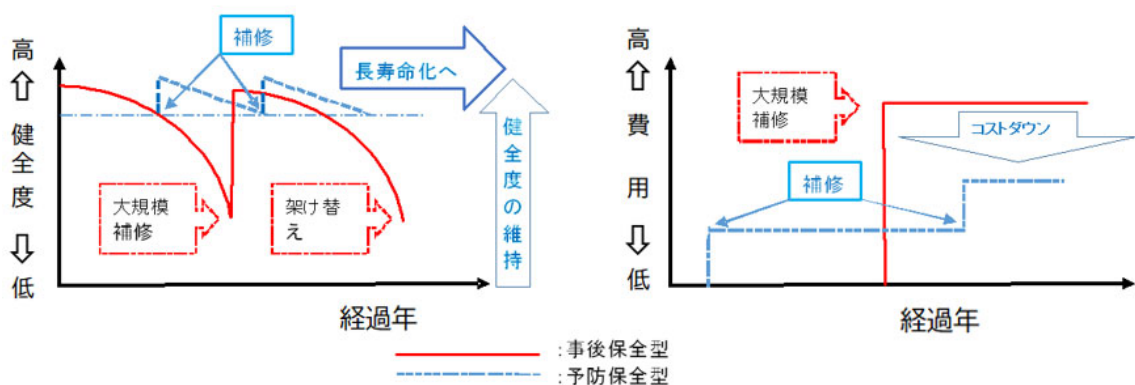 高
健全度
低
補修
長寿命化へ
健全度の維持
大規模
補修
架け替
え
経過年
高
費用
低
大規模
補修
コストダウン
補修
経過年
:事後保全型
:予防保全型